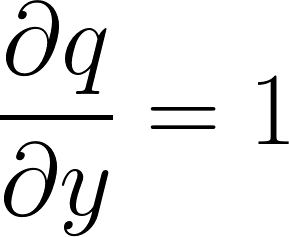 ∂q/∂y = 1